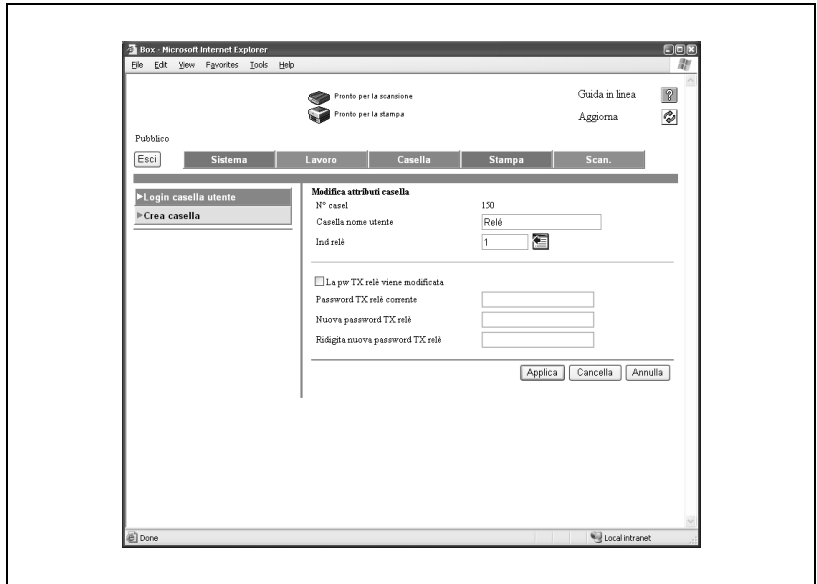 Box - Microsoft Internet Explorer
File Edit View Favorites Tools Help
Pronto per la scansione
Guida in linea ?
Pronto per la stampa
Aggiorna
Pubblico
Esci Sistema Lavoro Casella Stampa Scan.
Login casella utente
Crea casella
Modifica attributi casella
N° casel 150
Casella nome utente Relé
Ind relè 1
La pw TX relè viene modificata
Password TX relè corrente
Nuova password TX relè
Ridigita nuova password TX relè
Applica Cancella Annulla
Done Local intranet